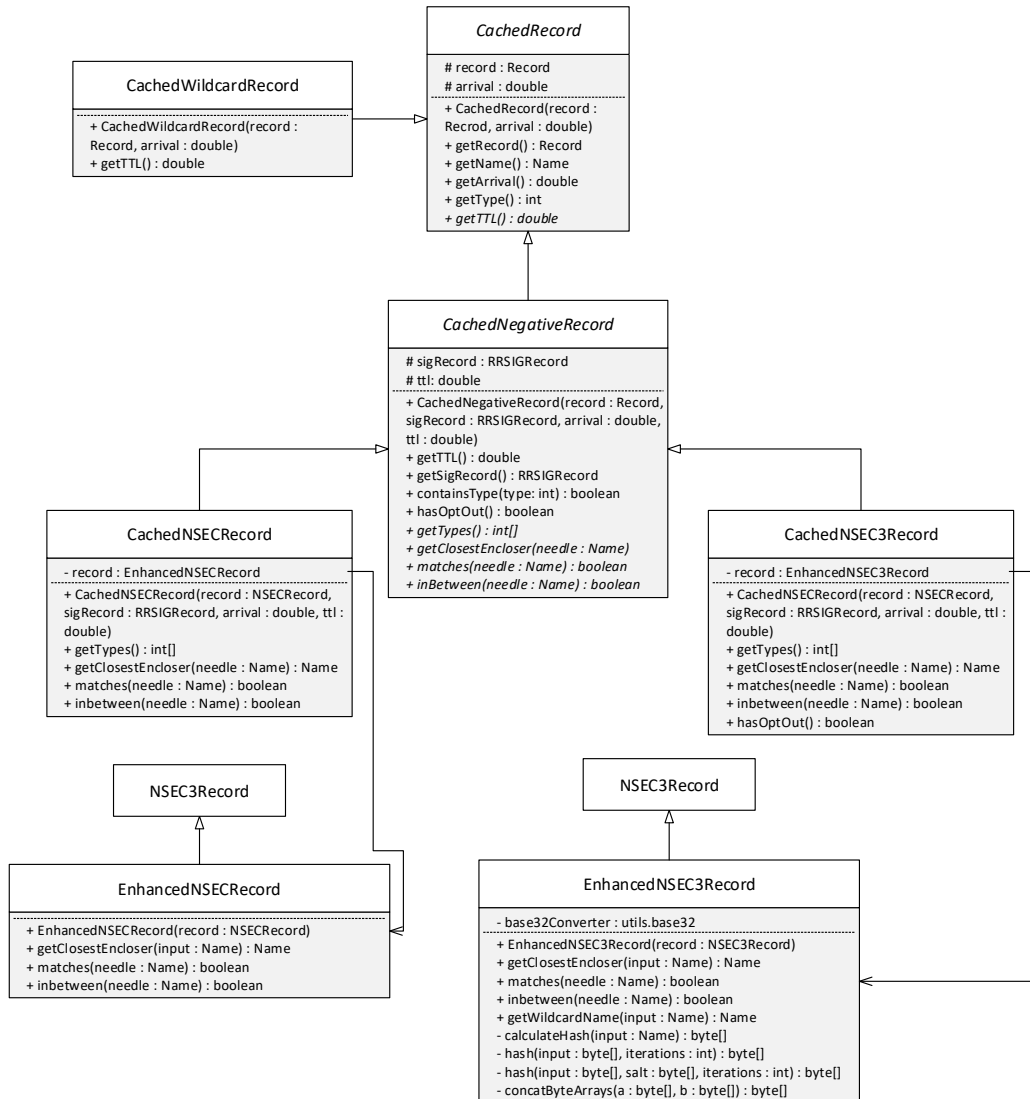 CachedRecord
# record : Record
# arrival : double
+ CachedRecord(record :
Recrod, arrival : double)
+ getRecord() : Record
+ getName() : Name
+ getArrival() : double
+ getType() : int
+ getTTL() : double
CachedWildcardRecord
+ CachedWildcardRecord(record :
Record, arrival : double)
+ getTTL() : double
CachedNegativeRecord
# sigRecord : RRSIGRecord
# ttl: double
+ CachedNegativeRecord(record : Record,
sigRecord : RRSIGRecord, arrival : double,
ttl : double)
+ getTTL() : double
+ getSigRecord() : RRSIGRecord
+ containsType(type: int) : boolean
+ hasOptOut() : boolean
+ getTypes() : int[]
+ getClosestEncloser(needle : Name)
+ matches(needle : Name) : boolean
+ inBetween(needle : Name) : boolean
CachedNSECRecord
- record : EnhancedNSECRecord
+ CachedNSECRecord(record : NSECRecord,
sigRecord : RRSIGRecord, arrival : double, ttl :
double)
+ getTypes() : int[]
+ getClosestEncloser(needle : Name) : Name
+ matches(needle : Name) : boolean
+ inbetween(needle : Name) : boolean
CachedNSEC3Record
- record : EnhancedNSEC3Record
+ CachedNSECRecord(record : NSECRecord,
sigRecord : RRSIGRecord, arrival : double, ttl :
double)
+ getTypes() : int[]
+ getClosestEncloser(needle : Name) : Name
+ matches(needle : Name) : boolean
+ inbetween(needle : Name) : boolean
+ hasOptOut() : boolean
NSEC3Record
EnhancedNSECRecord
+ EnhancedNSECRecord(record : NSECRecord)
+ getClosestEncloser(input : Name) : Name
+ matches(needle : Name) : boolean
+ inbetween(needle : Name) : boolean
NSEC3Record
EnhancedNSEC3Record
- base32Converter : utils.base32
+ EnhancedNSEC3Record(record : NSEC3Record)
+ getClosestEncloser(input : Name) : Name
+ matches(needle : Name) : boolean
+ inbetween(needle : Name) : boolean
+ getWildcardName(input : Name) : Name
- calculateHash(input : Name) : byte[]
- hash(input : byte[], iterations : int) : byte[]
- hash(input : byte[], salt : byte[], iterations : int) : byte[]
- concatByteArrays(a : byte[], b : byte[]) : byte[]